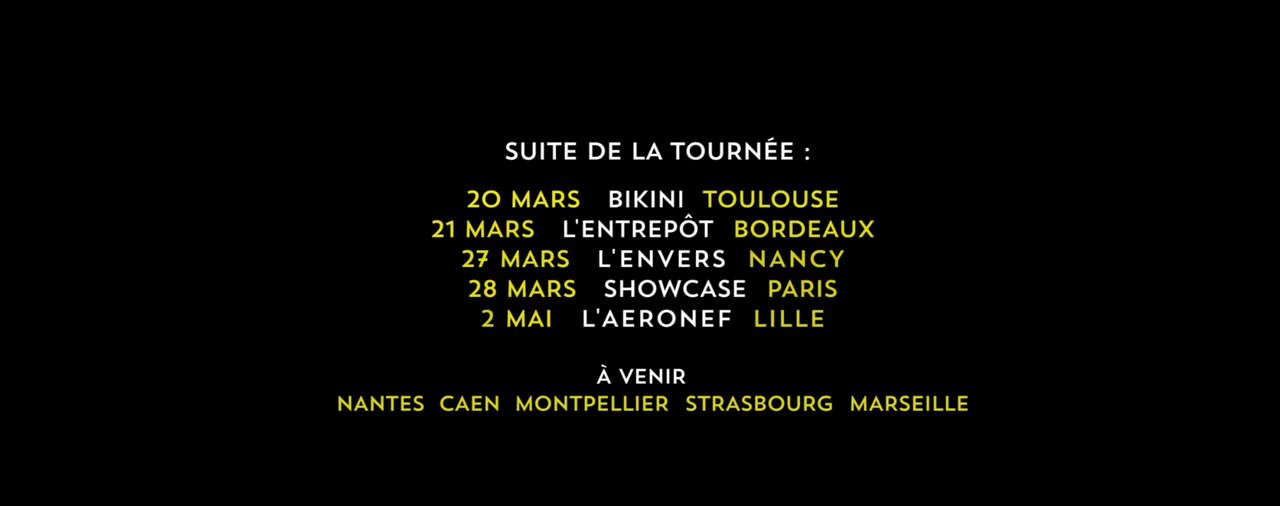 SUITE DE LA TOURNÉE :
20 MARS BIKINI TOULOUSE
21 MARS L'ENTREPÔT BORDEAUX
27 MARS L'ENVERS NANCY
28 MARS SHOWCASE PARIS
2 MAI L'AERONEF LILLE
À VENIR
NANTES CAEN MONTPELLIER STRASBOURG MARSEILLE